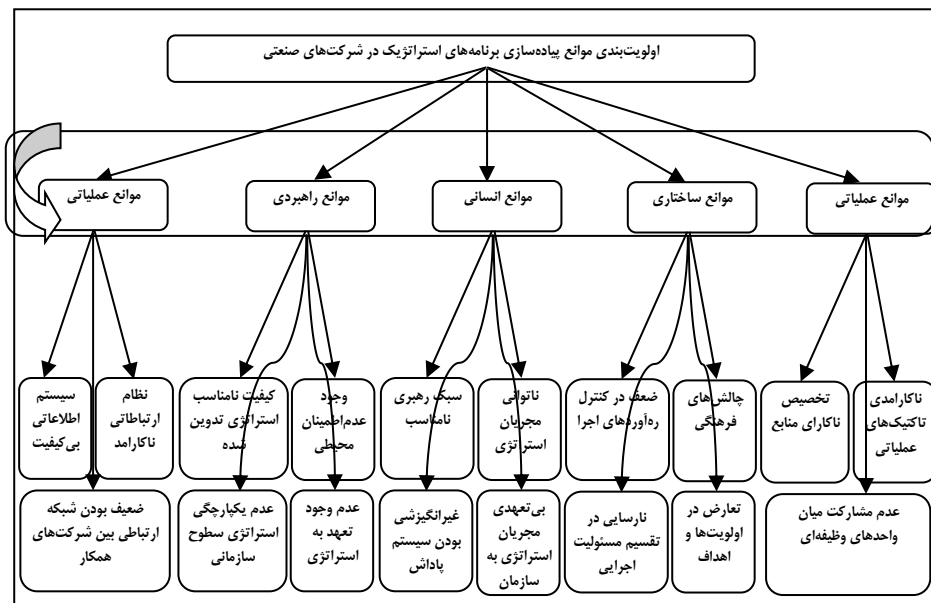 اولویت‌بندی موانع پیاده‌سازی برنامه‌های استراتژیک در شرکت‌های صنعتی
موانع عملیاتی
موانع ساختاری
موانع انسانی
موانع راهبردی
موانع عملیاتی
ناکارامدی
تاکتیک‌های
عملیاتی
تخصیص
ناکارای منابع
چالش‌های
فرهنگی
ضعف در کنترل
ره‌آوردهای اجرا
ناتوانی
مجریان
استراتژی
سبک رهبری
نامناسب
وجود
عدم‌اطمینان
محیطی
کیفیت نامناسب
استراتژی تدوین
شده
نظام
ارتباطاتی
ناکارامد
سیستم
اطلاعاتی
بی‌کیفیت
عدم مشارکت میان
واحدهای وظیفه‌ای
تعارض در
اولویت‌ها و
اهداف
نارسایی در
تقسیم مسئولیت
اجرایی
بی‌تعهدی
مجریان
استراتژی به
سازمان
غیرانگیزشی
بودن سیستم
پاداش
عدم وجود
تعهد به
استراتژی
عدم یکپارچگی
استراتژی سطوح
سازمانی
ضعیف بودن شبکه
ارتباطی بین شرکت‌های
همکار